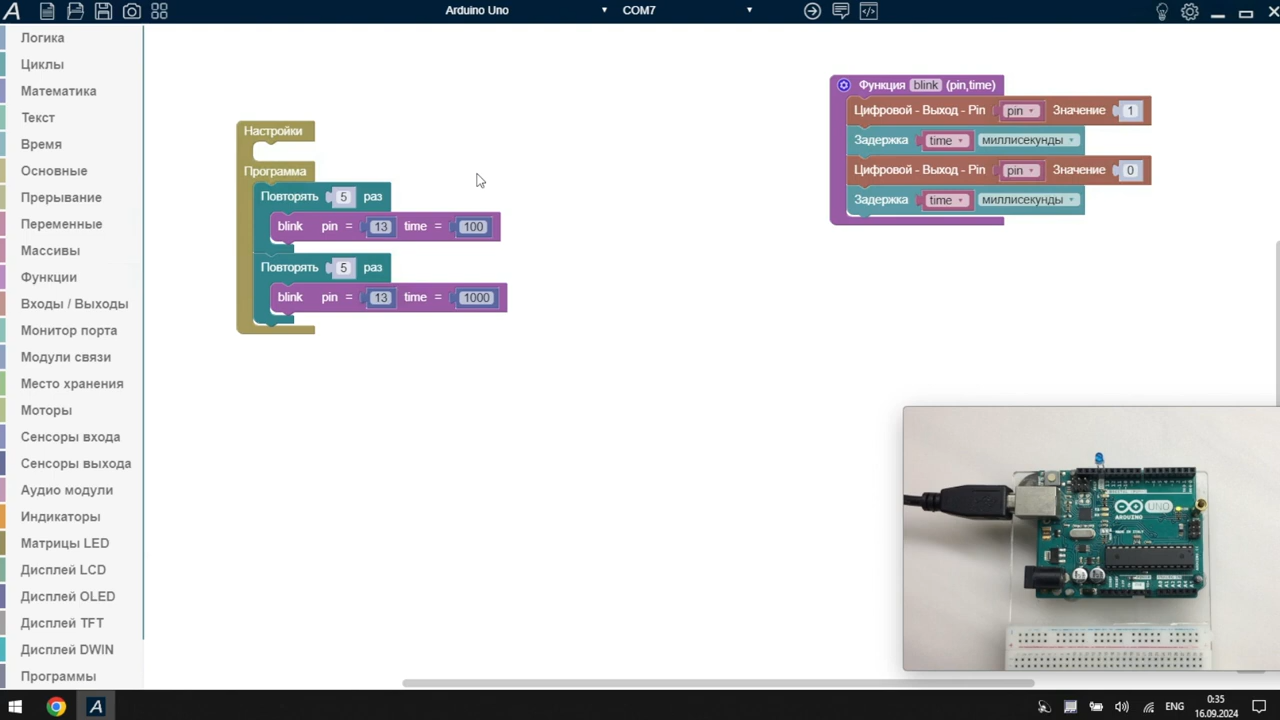 Arduino Uno
COM7
Логика
Циклы
Математика
Текст
Время
Основные
Прерывание
Переменные
Массивы
Функции
Входы / Выходы
Монитор порта
Модули связи
Место хранения
Моторы
Сенсоры входа
Сенсоры выхода
Аудио модули
Индикаторы
Матрицы LED
Дисплей LCD
Дисплей OLED
Дисплей TFT
Дисплей DWIN
Программы
Настройки
Программа
Повторять 5 раз
blink pin = 13 time = 100
Повторять 5 раз
blink pin = 13 time = 1000
Функция blink (pin,time)
Цифровой - Выход - Pin pin Значение 1
Задержка time миллисекунды
Цифровой - Выход - Pin pin Значение 0
Задержка time миллисекунды
UNO
ARDUINO
ENG
0:35
16.09.2024